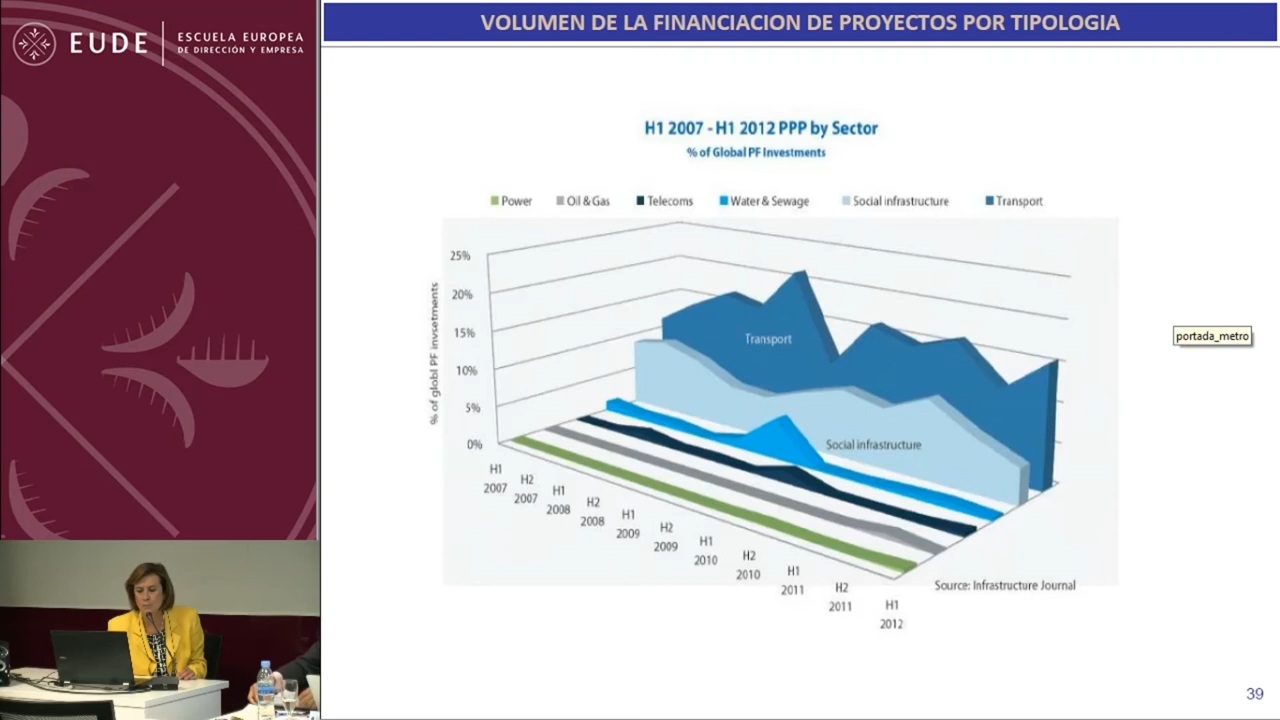 EUDE
ESCUELA EUROPEA
DE DIRECCIÓN Y EMPRESA
VOLUMEN DE LA FINANCIACION DE PROYECTOS POR TIPOLOGIA
H1 2007 - H1 2012 PPP by Sector
% of Global PF Investments
Power Oil & Gas Telecoms Water & Sewage Social infrastructure Transport
25%
20%
15%
10%
5%
0%
% of globl PF invsetments
Transport
Social infrastructure
H1 2007
H2 2007
H1 2008
H2 2008
H1 2009
H2 2009
H1 2010
H2 2010
H1 2011
H2 2011
H1 2012
Source: Infrastructure Journal
portada_metro
39